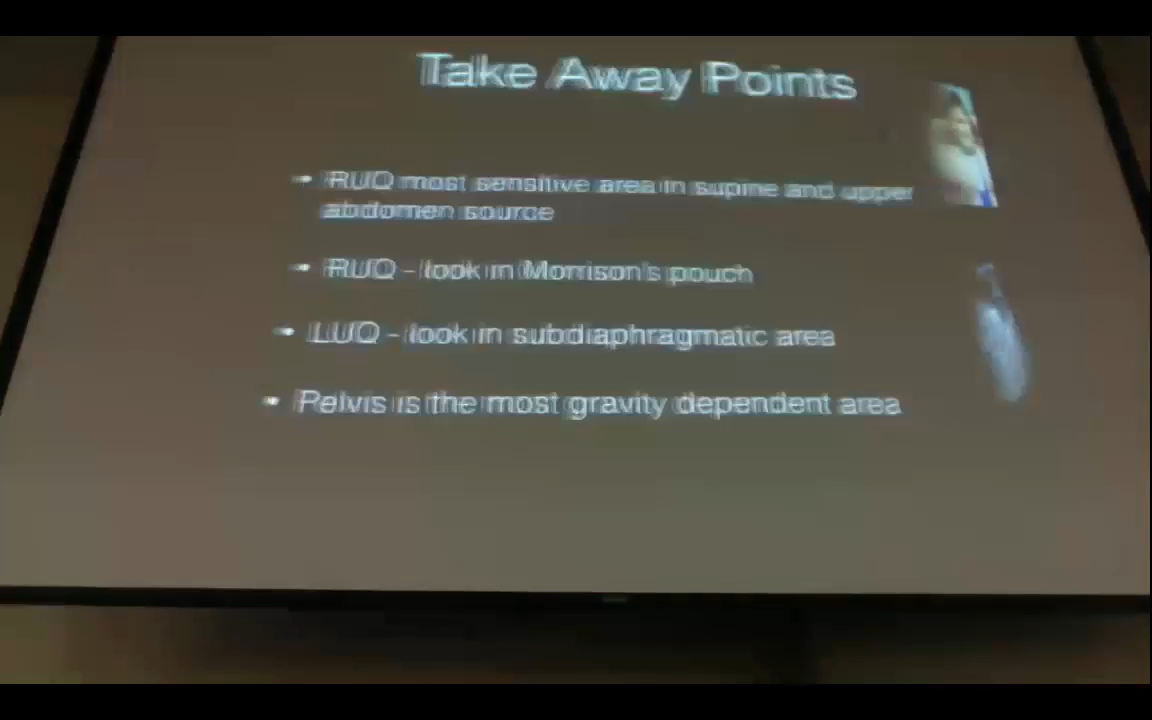 Take Away Points
• RUQ most sensitive area in supine and upper
abdomen source
• RUQ - look in Morrison's pouch
• LUQ - look in subdiaphragmatic area
• Pelvis is the most gravity dependent area